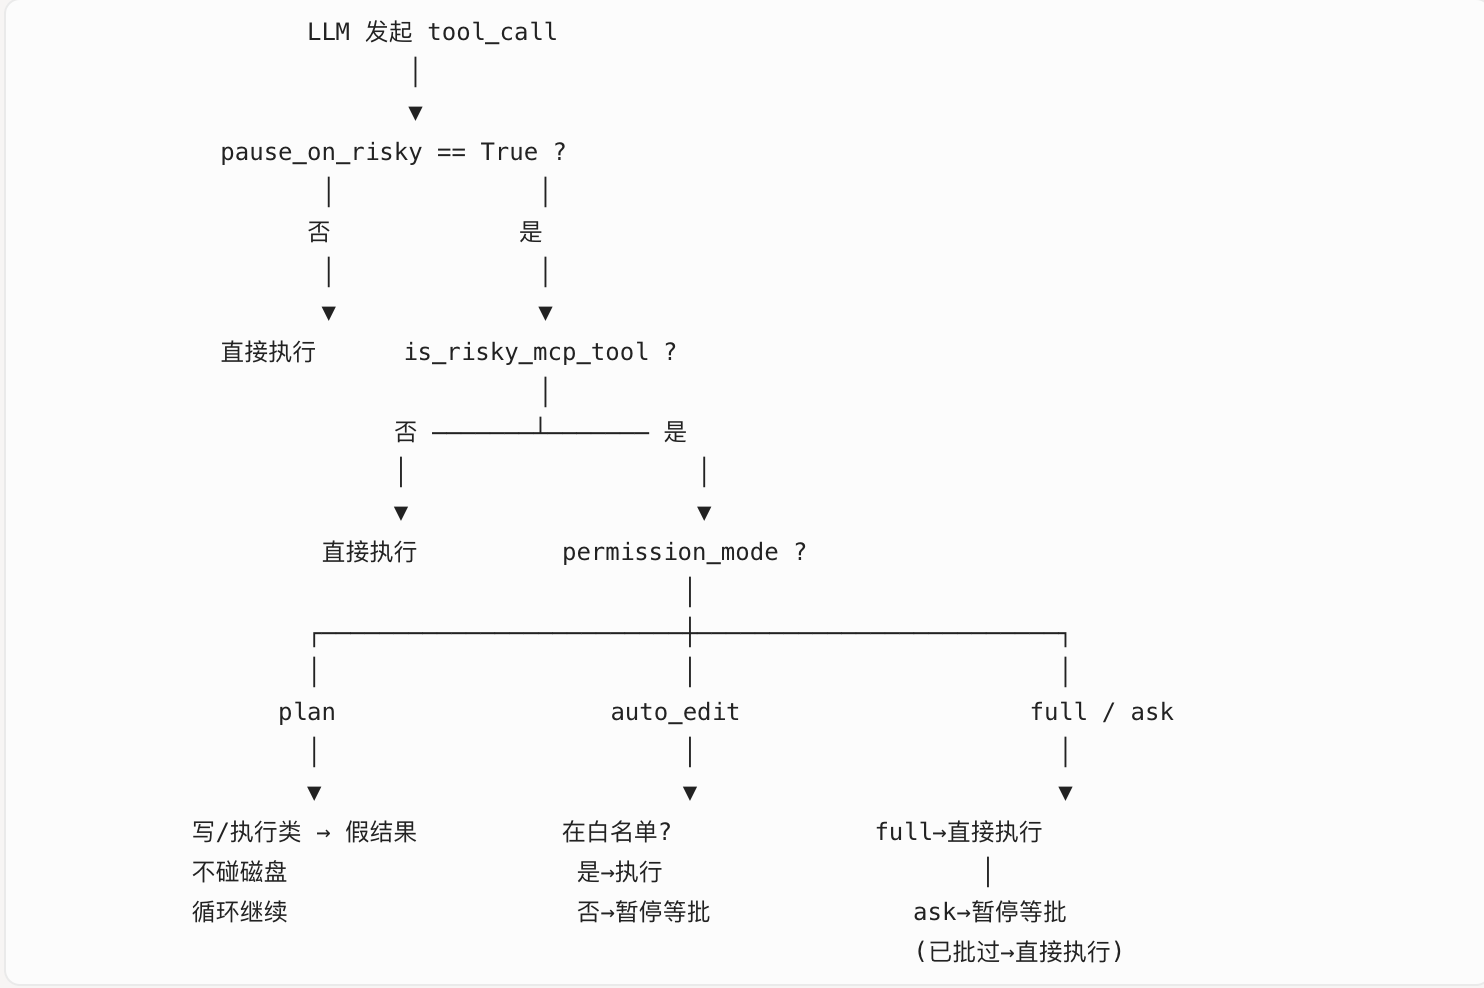 LLM 发起 tool_call
pause_on_risky == True ?
否 是
直接执行 is_risky_mcp_tool ?
否 是
直接执行 permission_mode ?
plan auto_edit full / ask
写/执行类 → 假结果 在白名单? full→直接执行
不碰磁盘 是→执行
循环继续 否→暂停等批 ask→暂停等批
(已批过→直接执行)